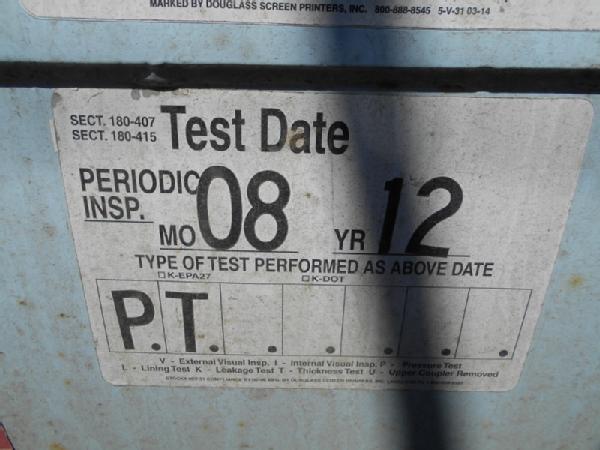 MARKED BY DOUGLASS SCREEN PRINTERS, INC. 800-888-8545 5-V-31 03-14
SECT. 180-407
SECT. 180-415
Test Date
PERIODIC
INSP.
MO 08 YR 12
TYPE OF TEST PERFORMED AS ABOVE DATE
☐K-EPA27 ☐K-DOT
P. T. . . . . .
V - External Visual Insp. I - Internal Visual Insp. P - Pressure Test
L - Lining Test K - Leakage Test T - Thickness Test U - Upper Coupler Removed